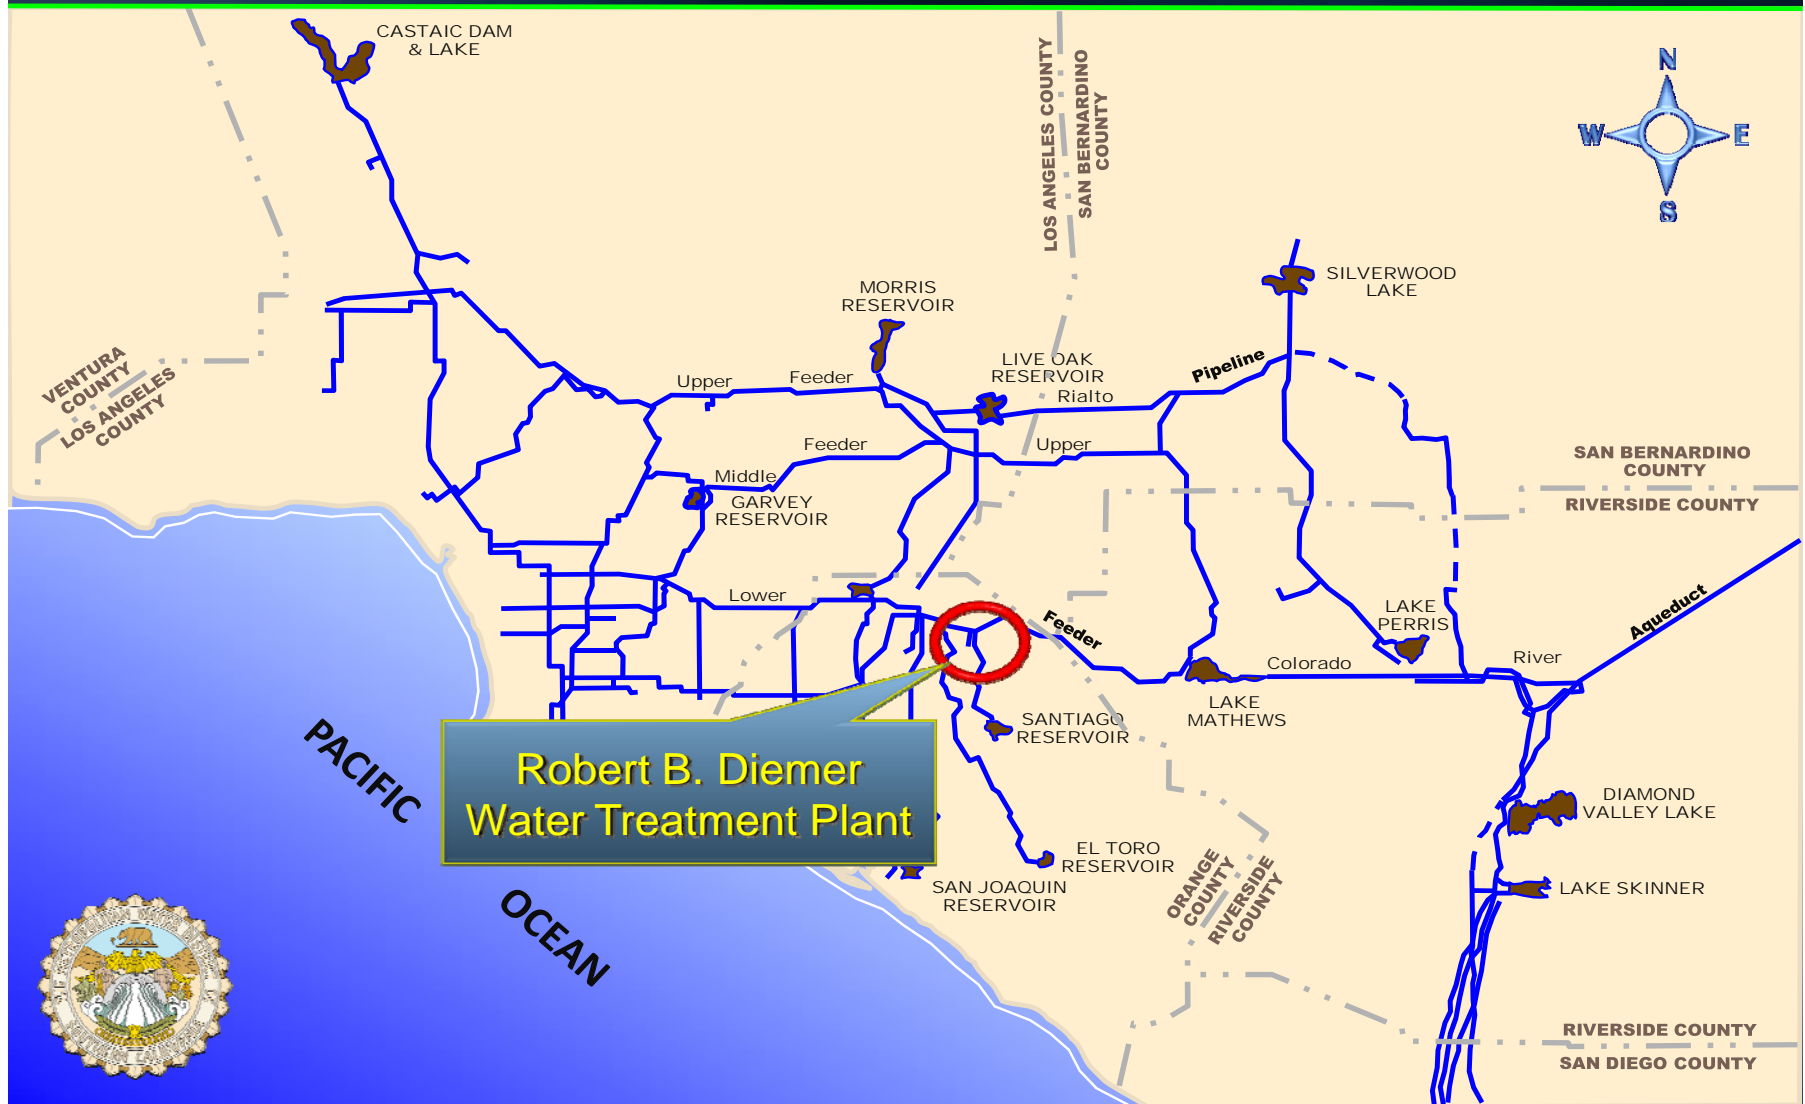 CASTAIC DAM
& LAKE
LOS ANGELES COUNTY
SAN BERNARDINO
COUNTY
N
W
E
S
SILVERWOOD
LAKE
MORRIS
RESERVOIR
VENTURA
COUNTY
LOS ANGELES
COUNTY
LIVE OAK
RESERVOIR
Pipeline
Rialto
Upper
Feeder
Feeder
Upper
Middle
GARVEY
RESERVOIR
SAN BERNARDINO
COUNTY
RIVERSIDE COUNTY
Lower
Feeder
LAKE
PERRIS
Aqueduct
Colorado
River
LAKE
MATHEWS
SANTIAGO
RESERVOIR
PACIFIC
OCEAN
Robert B. Diemer
Water Treatment Plant
DIAMOND
VALLEY LAKE
EL TORO
RESERVOIR
SAN JOAQUIN
RESERVOIR
ORANGE
COUNTY
RIVERSIDE
COUNTY
LAKE SKINNER
RIVERSIDE COUNTY
SAN DIEGO COUNTY